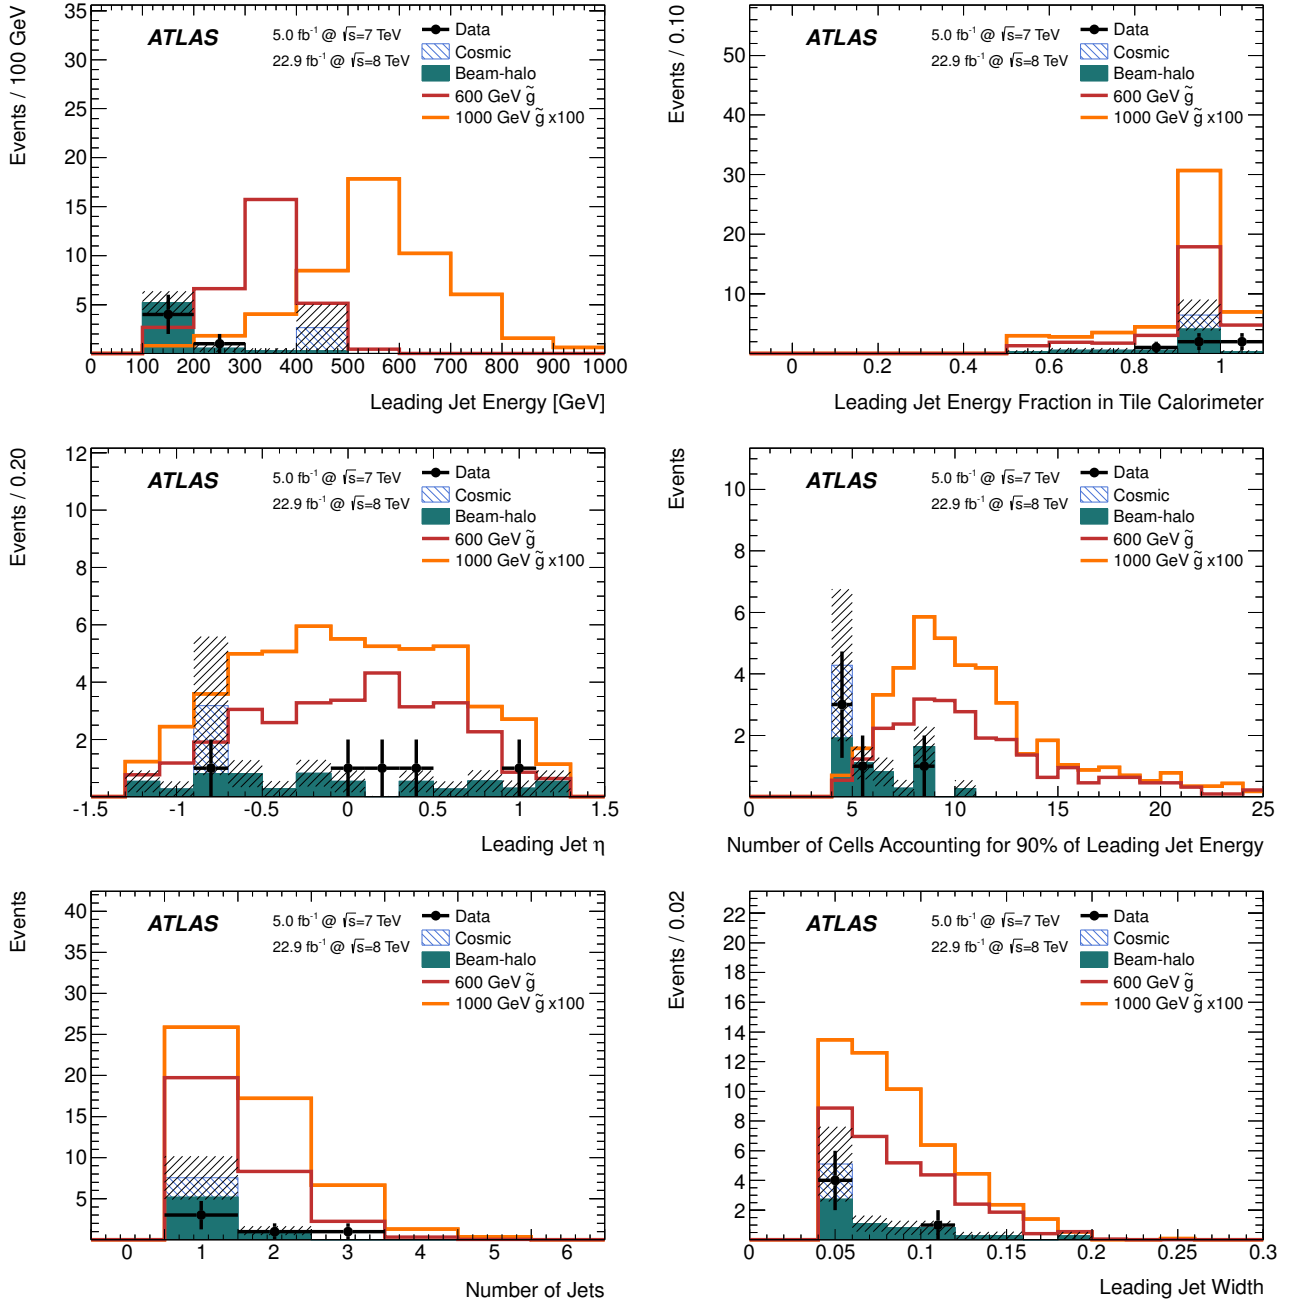 Events / 100 GeV
ATLAS
5.0 fb⁻¹ @ √s=7 TeV
22.9 fb⁻¹ @ √s=8 TeV
Data
Cosmic
Beam-halo
600 GeV g̃
1000 GeV g̃ x100
35
30
25
20
15
10
5
0 100 200 300 400 500 600 700 800 900 1000
Leading Jet Energy [GeV]
Events / 0.10
ATLAS
5.0 fb⁻¹ @ √s=7 TeV
22.9 fb⁻¹ @ √s=8 TeV
Data
Cosmic
Beam-halo
600 GeV g̃
1000 GeV g̃ x100
50
40
30
20
10
0 0.2 0.4 0.6 0.8 1
Leading Jet Energy Fraction in Tile Calorimeter
Events / 0.20
ATLAS
5.0 fb⁻¹ @ √s=7 TeV
22.9 fb⁻¹ @ √s=8 TeV
Data
Cosmic
Beam-halo
600 GeV g̃
1000 GeV g̃ x100
12
10
8
6
4
2
-1.5 -1 -0.5 0 0.5 1 1.5
Leading Jet η
Events
ATLAS
5.0 fb⁻¹ @ √s=7 TeV
22.9 fb⁻¹ @ √s=8 TeV
Data
Cosmic
Beam-halo
600 GeV g̃
1000 GeV g̃ x100
10
8
6
4
2
0 5 10 15 20 25
Number of Cells Accounting for 90% of Leading Jet Energy
Events
ATLAS
5.0 fb⁻¹ @ √s=7 TeV
22.9 fb⁻¹ @ √s=8 TeV
Data
Cosmic
Beam-halo
600 GeV g̃
1000 GeV g̃ x100
40
35
30
25
20
15
10
5
0 1 2 3 4 5 6
Number of Jets
Events / 0.02
ATLAS
5.0 fb⁻¹ @ √s=7 TeV
22.9 fb⁻¹ @ √s=8 TeV
Data
Cosmic
Beam-halo
600 GeV g̃
1000 GeV g̃ x100
22
20
18
16
14
12
10
8
6
4
2
0 0.05 0.1 0.15 0.2 0.25 0.3
Leading Jet Width